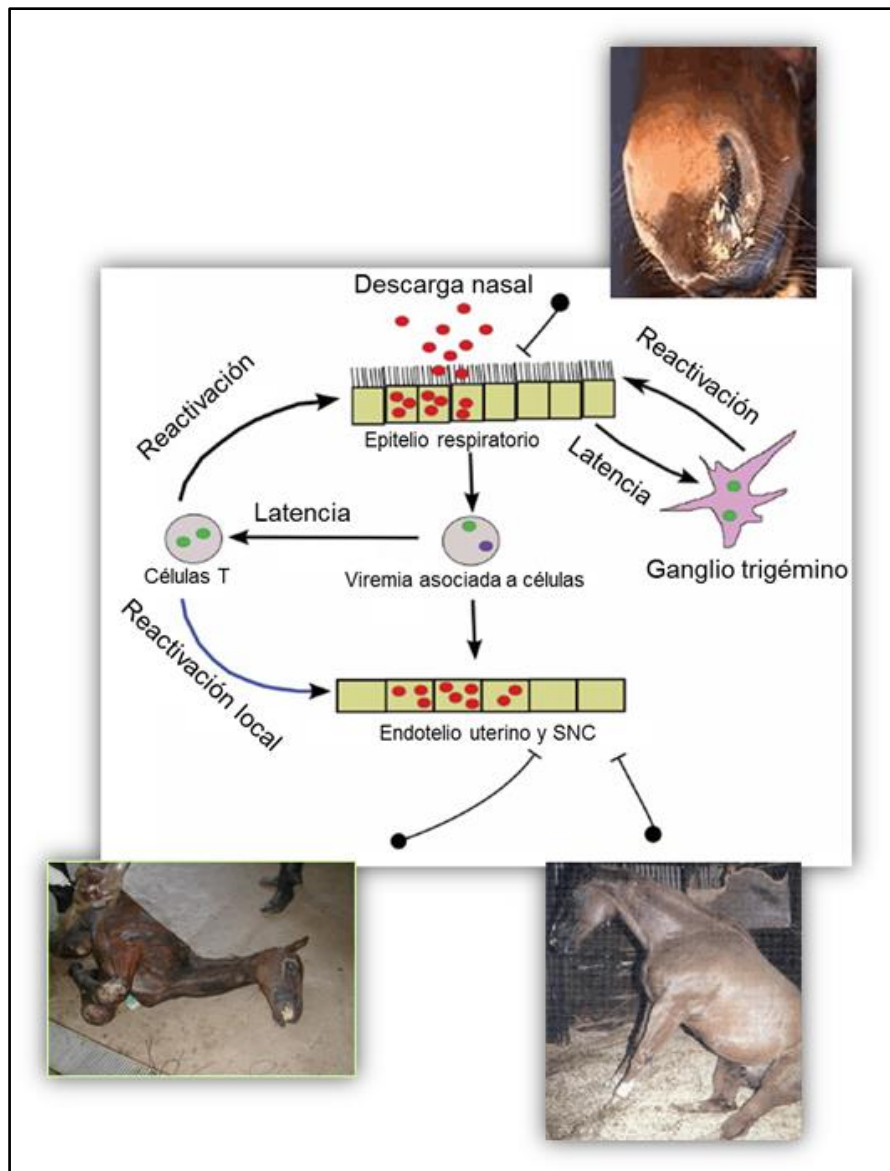 Descarga nasal
Reactivación
Reactivación
Epitelio respiratorio
Latencia
Latencia
Células T
Viremia asociada a células
Ganglio trigémino
Reactivación local
Endotelio uterino y SNC